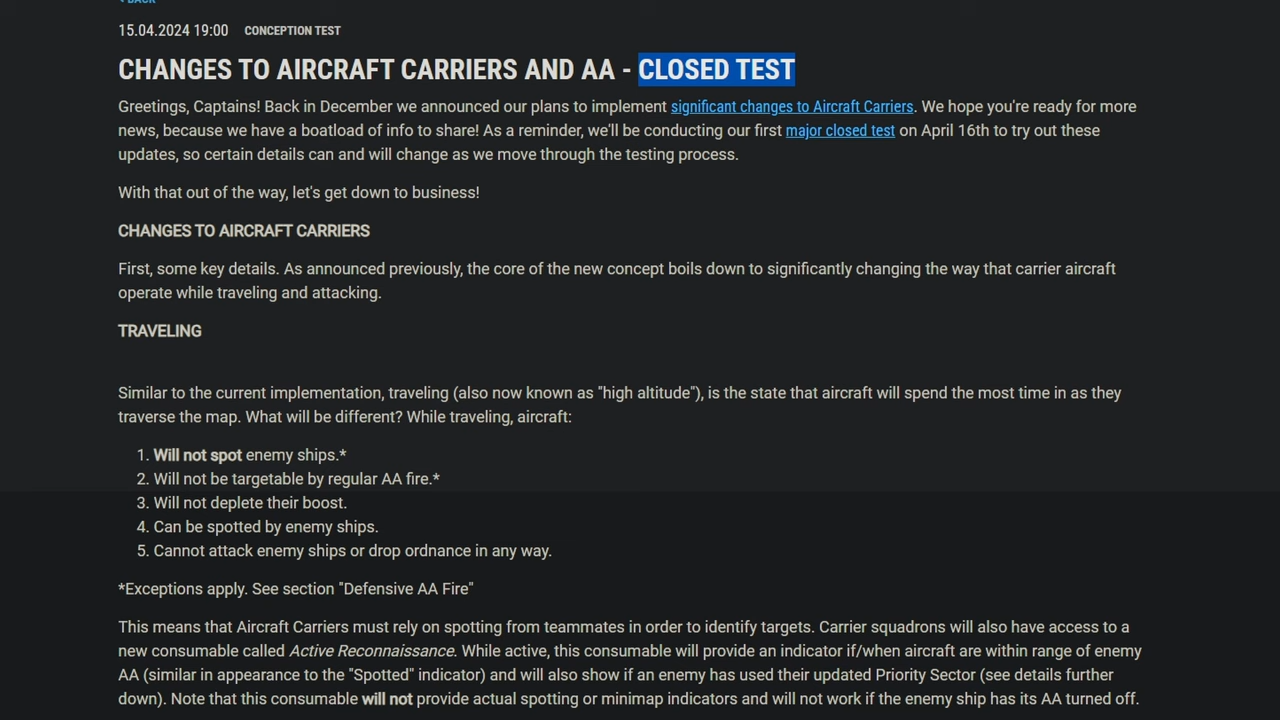 BACK
15.04.2024 19:00 CONCEPTION TEST
CHANGES TO AIRCRAFT CARRIERS AND AA - CLOSED TEST
Greetings, Captains! Back in December we announced our plans to implement significant changes to Aircraft Carriers. We hope you're ready for more
news, because we have a boatload of info to share! As a reminder, we'll be conducting our first major closed test on April 16th to try out these
updates, so certain details can and will change as we move through the testing process.
With that out of the way, let's get down to business!
CHANGES TO AIRCRAFT CARRIERS
First, some key details. As announced previously, the core of the new concept boils down to significantly changing the way that carrier aircraft
operate while traveling and attacking.
TRAVELING
Similar to the current implementation, traveling (also now known as "high altitude"), is the state that aircraft will spend the most time in as they
traverse the map. What will be different? While traveling, aircraft:
1. Will not spot enemy ships.*
2. Will not be targetable by regular AA fire.*
3. Will not deplete their boost.
4. Can be spotted by enemy ships.
5. Cannot attack enemy ships or drop ordnance in any way.
*Exceptions apply. See section "Defensive AA Fire"
This means that Aircraft Carriers must rely on spotting from teammates in order to identify targets. Carrier squadrons will also have access to a
new consumable called Active Reconnaissance. While active, this consumable will provide an indicator if/when aircraft are within range of enemy
AA (similar in appearance to the "Spotted" indicator) and will also show if an enemy has used their updated Priority Sector (see details further
down). Note that this consumable will not provide actual spotting or minimap indicators and will not work if the enemy ship has its AA turned off.